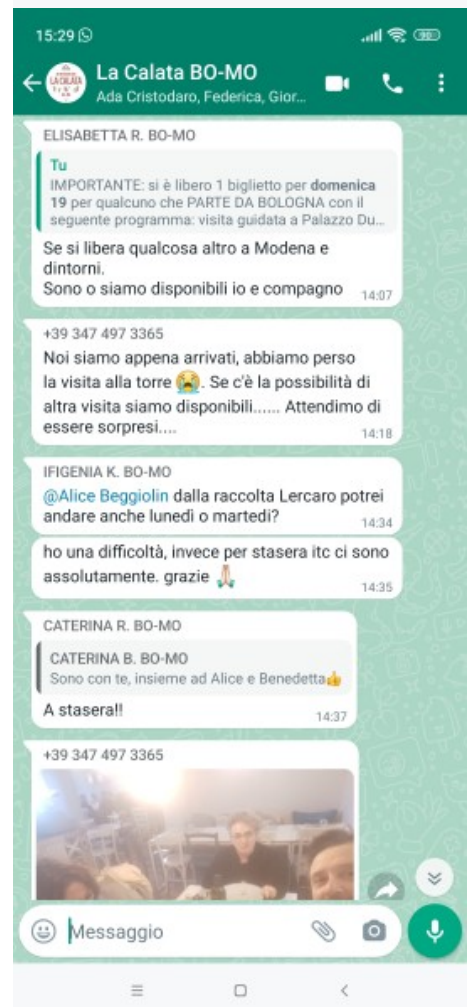 15:29
90
La Calata BO-MO
Ada Cristodaro, Federica, Gior...
LA CALATA
ELISABETTA R. BO-MO
Tu
IMPORTANTE: si è libero 1 biglietto per domenica
19 per qualcuno che PARTE DA BOLOGNA con il
seguente programma: visita guidata a Palazzo Du...
Se si libera qualcosa altro a Modena e
dintorni.
Sono o siamo disponibili io e compagno
14:07
+39 347 497 3365
Noi siamo appena arrivati, abbiamo perso
la visita alla torre 😭. Se c'è la possibilità di
altra visita siamo disponibili...... Attendimo di
essere sorpresi....
14:18
IFIGENIA K. BO-MO
@Alice Beggiolin dalla raccolta Lercaro potrei
andare anche lunedì o martedi?
14:34
ho una difficoltà, invece per stasera itc ci sono
assolutamente. grazie 🙏🏻
14:35
CATERINA R. BO-MO
CATERINA B. BO-MO
Sono con te, insieme ad Alice e Benedetta👍
A stasera!!
14:37
+39 347 497 3365
Messaggio